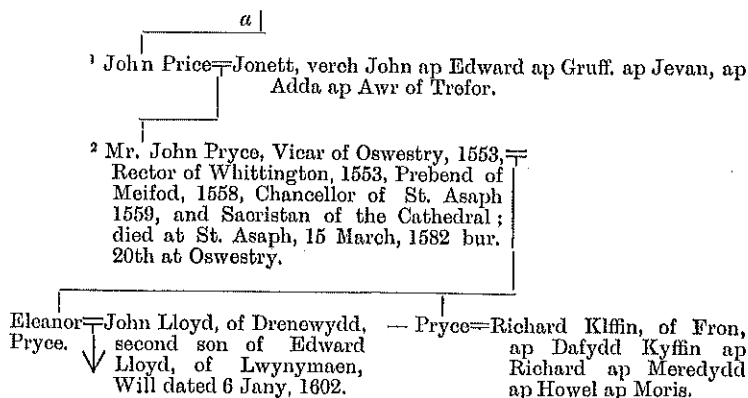 a
¹ John Price=Jonett, verch John ap Edward ap Gruff. ap Jevan, ap
Adda ap Awr of Trefor.
² Mr. John Pryce, Vicar of Oswestry, 1553,=
Rector of Whittington, 1553, Prebend of
Meifod, 1558, Chancellor of St. Asaph
1559, and Sacristan of the Cathedral ;
died at St. Asaph, 15 March, 1582 bur.
20th at Oswestry.
Eleanor=John Lloyd, of Drenewydd,
Pryce. second son of Edward
Lloyd, of Lwynymaen,
Will dated 6 Jany, 1602.
— Pryce=Richard Klffin, of Fron,
ap Dafydd Kyffin ap
Richard ap Meredydd
ap Howel ap Moris.